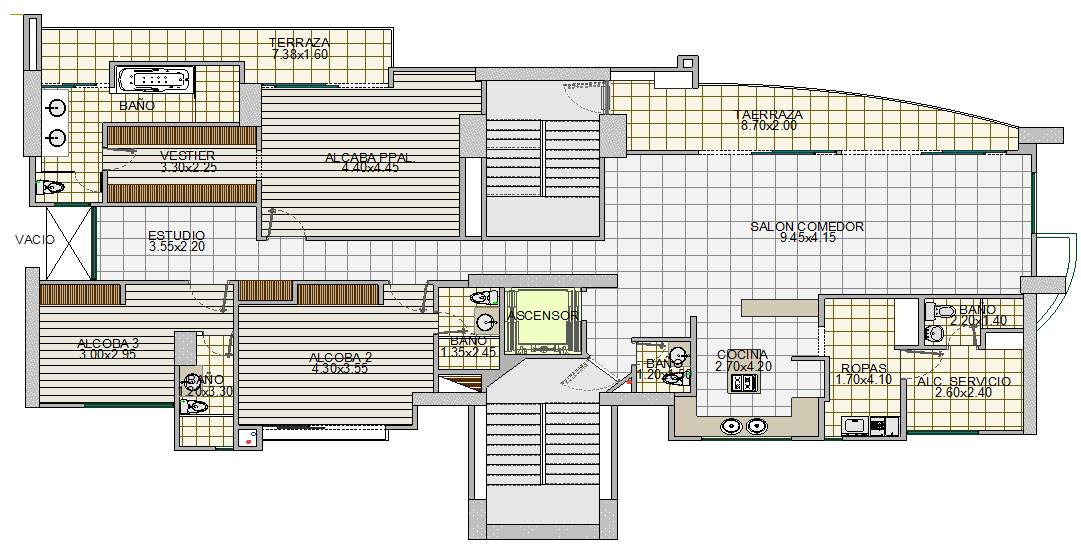 TERRAZA
7.38x1.60
BAÑO
TAERRAZA
8.70x2.00
VESTIER
3.30x2.25
ALCABA PPAL.
4.40x4.45
VACIO
ESTUDIO
3.55x2.20
SALON COMEDOR
9.45x4.15
ASCENSOR
BAÑO
2.20x1.40
ALCOBA 3
3.00x2.95
ALCOBA 2
4.30x3.55
BAÑO
1.35x2.45
BAÑO
COCINA
2.70x4.20
ROPAS
1.70x4.10
BAÑO
1.20x3.30
ALC. SERVICIO
2.60x2.40